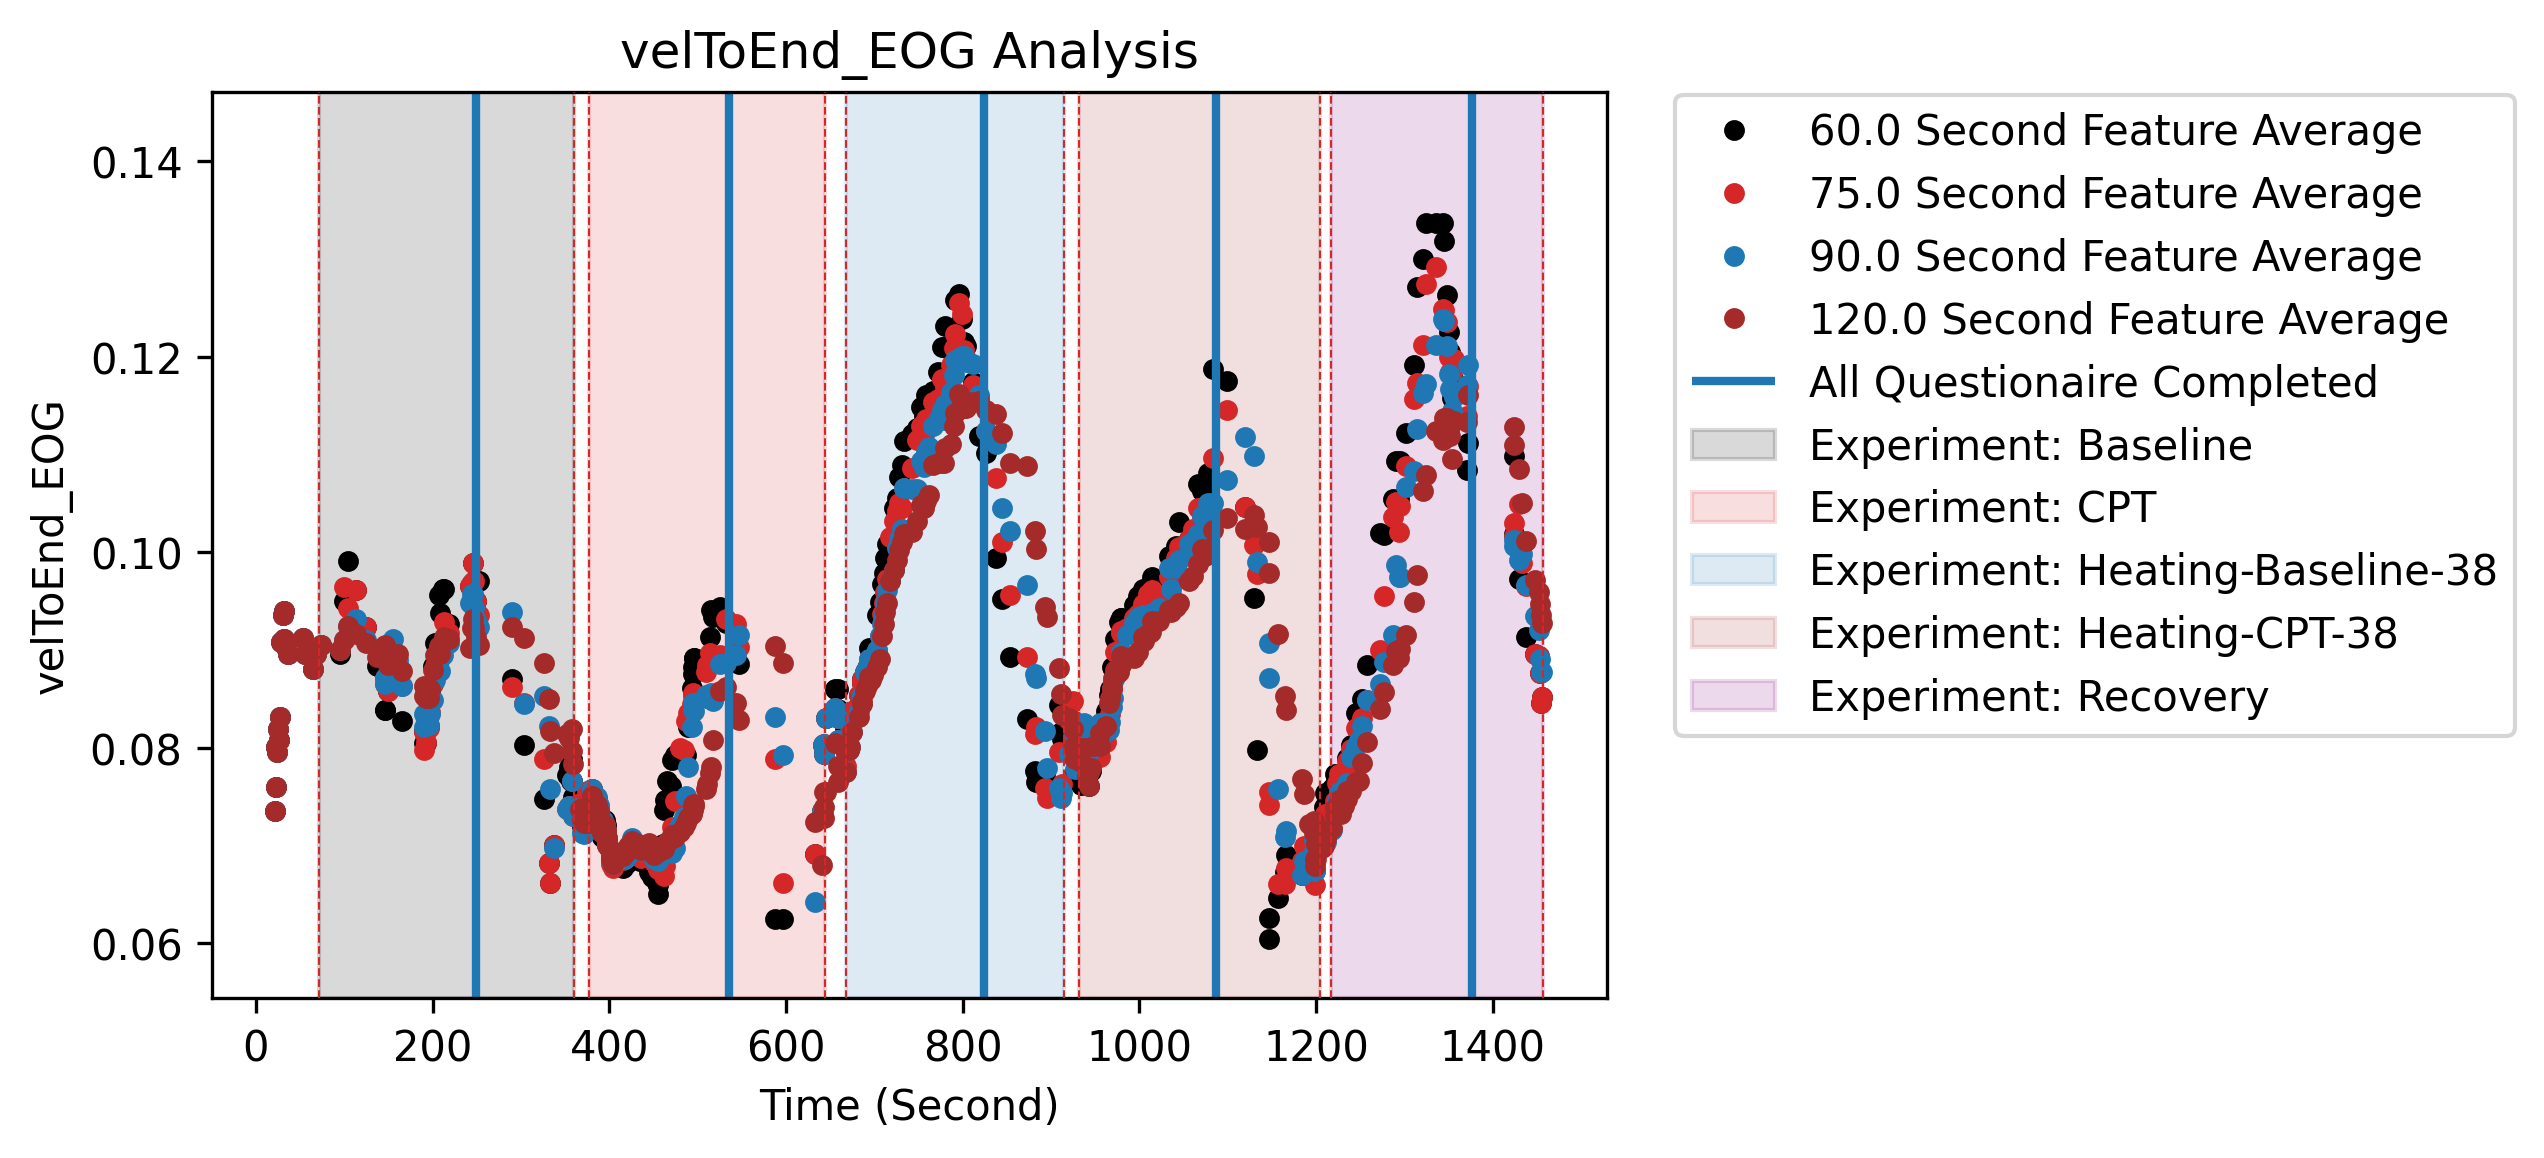 velToEnd_EOG Analysis
velToEnd_EOG
0.14
0.12
0.10
0.08
0.06
0 200 400 600 800 1000 1200 1400
Time (Second)
60.0 Second Feature Average
75.0 Second Feature Average
90.0 Second Feature Average
120.0 Second Feature Average
All Questionaire Completed
Experiment: Baseline
Experiment: CPT
Experiment: Heating-Baseline-38
Experiment: Heating-CPT-38
Experiment: Recovery